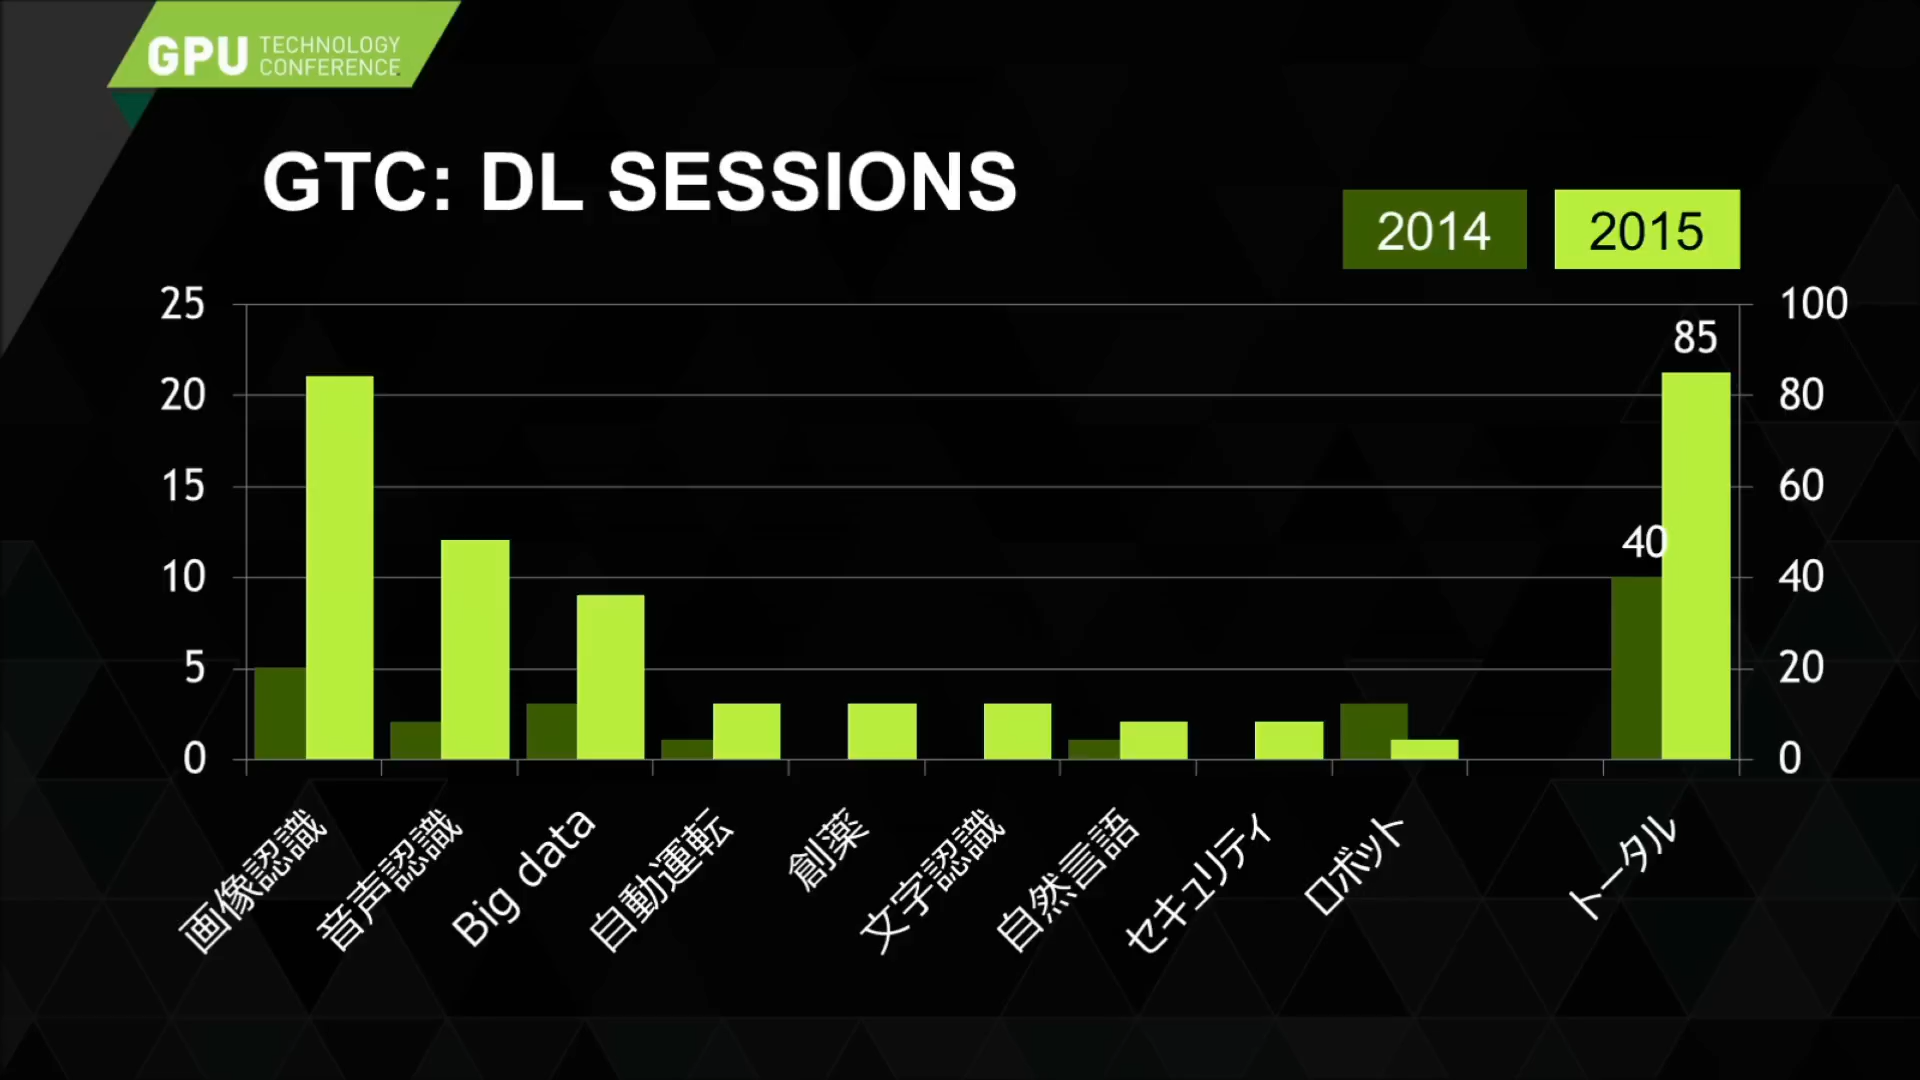 GPU TECHNOLOGY
CONFERENCE
GTC: DL SESSIONS
2014
2015
25
20
15
10
5
0
100
80
60
40
20
0
85
40
画像認識
音声認識
Big data
自動運転
創薬
文字認識
自然言語
セキュリティ
ロボット
トータル